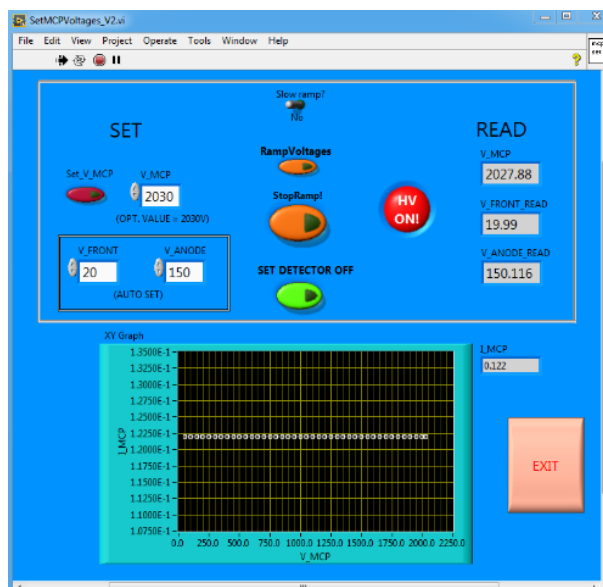 SetMCPVoltages_V2.vi
File Edit View Project Operate Tools Window Help
Slow ramp?
No
SET
READ
RampVoltages
Set_V_MCP
V_MCP
2030
(OPT. VALUE = 2030V)
StopRamp!
HV
ON!
V_MCP
2027.88
V_FRONT_READ
19.99
V_FRONT
20
V_ANODE
150
(AUTO SET)
SET DETECTOR OFF
V_ANODE_READ
150.116
XY Graph
I_MCP
0.122
I_MCP
1.3500E-1
1.3250E-1
1.3000E-1
1.2750E-1
1.2500E-1
1.2250E-1
1.2000E-1
1.1750E-1
1.1500E-1
1.1250E-1
1.1000E-1
1.0750E-1
0.0 250.0 500.0 750.0 1000.0 1250.0 1500.0 1750.0 2000.0 2250.0
V_MCP
EXIT